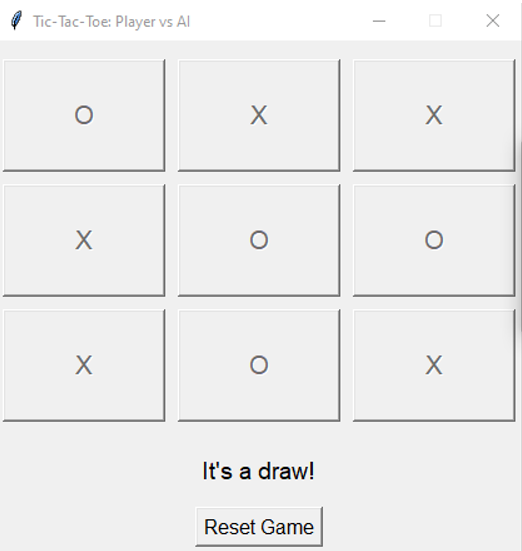 Tic-Tac-Toe: Player vs AI
O X X
X O O
X O X
It's a draw!
Reset Game